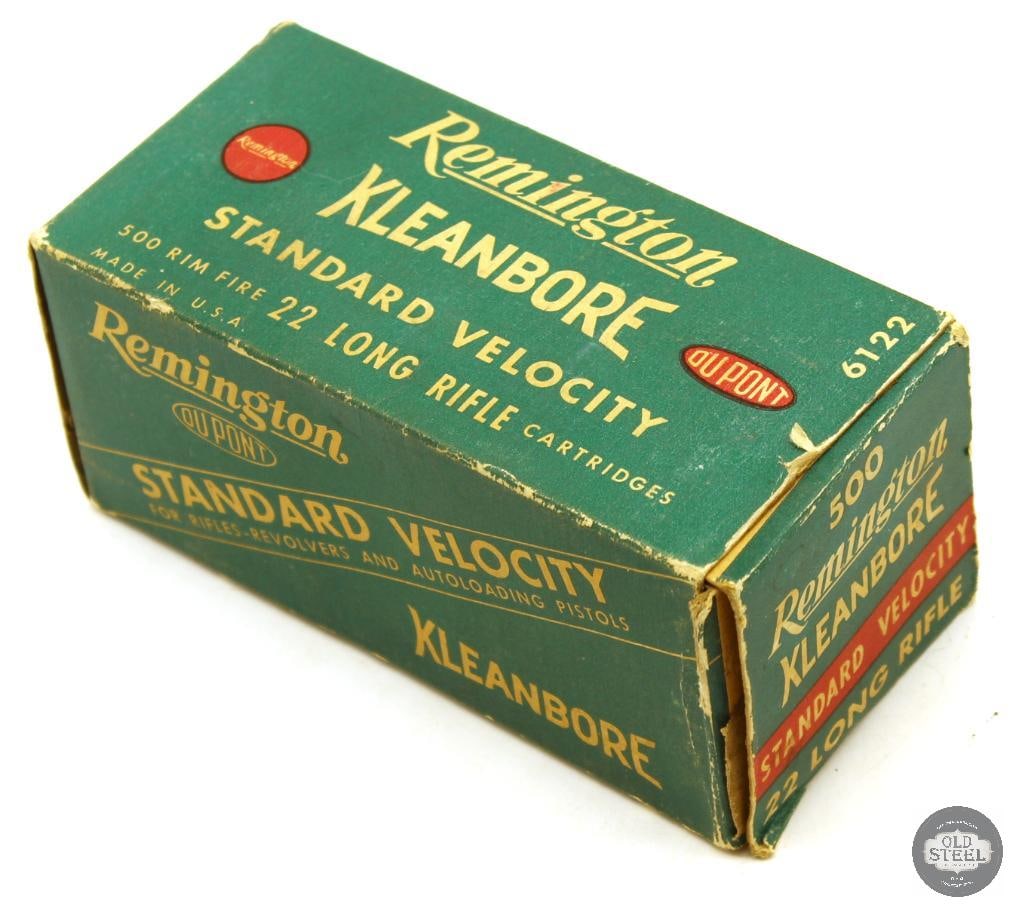 Remington
Remington
KLEANBORE
STANDARD VELOCITY
500 RIM FIRE 22 LONG RIFLE CARTRIDGES
MADE IN U.S.A.
DU PONT
6122
Remington
DU PONT
STANDARD VELOCITY
FOR RIFLES-REVOLVERS AND AUTOLOADING PISTOLS
KLEANBORE
500
Remington
KLEANBORE
STANDARD VELOCITY
22 LONG RIFLE
OLD
STEEL